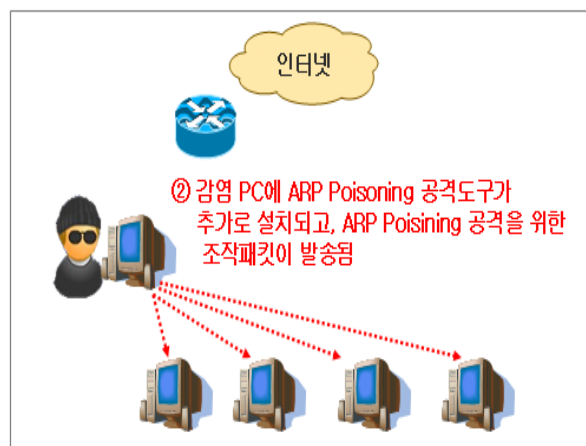 인터넷
② 감염 PC에 ARP Poisoning 공격도구가
추가로 설치되고, ARP Poisining 공격을 위한
조작패킷이 발송됨